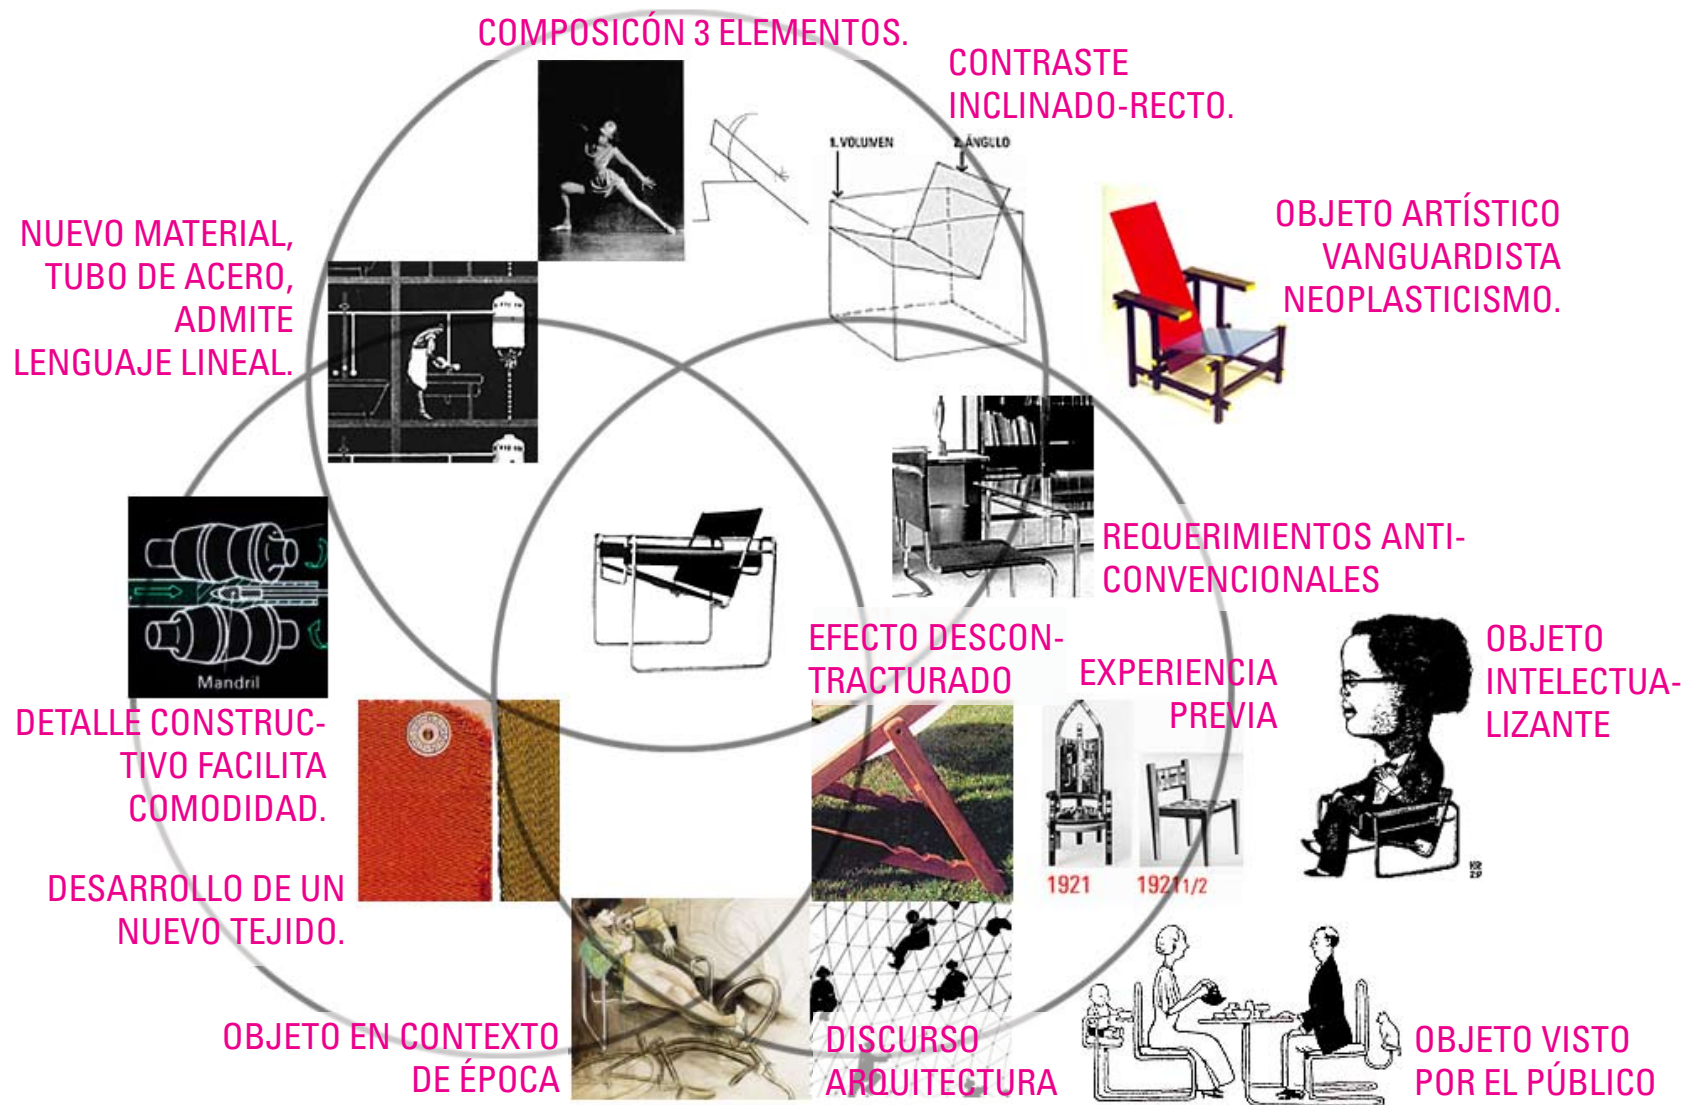 COMPOSICÓN 3 ELEMENTOS.
CONTRASTE
INCLINADO-RECTO.
1. VOLUMEN
2. ÁNGULO
OBJETO ARTÍSTICO
VANGUARDISTA
NEOPLASTICISMO.
NUEVO MATERIAL,
TUBO DE ACERO,
ADMITE
LENGUAJE LINEAL.
REQUERIMIENTOS ANTI-
CONVENCIONALES
Mandril
DETALLE CONSTRUC-
TIVO FACILITA
COMODIDAD.
EFECTO DESCON-
TRACTURADO
EXPERIENCIA
PREVIA
1921
1921 1/2
OBJETO
INTELECTUA-
LIZANTE
DESARROLLO DE UN
NUEVO TEJIDO.
OBJETO EN CONTEXTO
DE ÉPOCA
DISCURSO
ARQUITECTURA
OBJETO VISTO
POR EL PÚBLICO